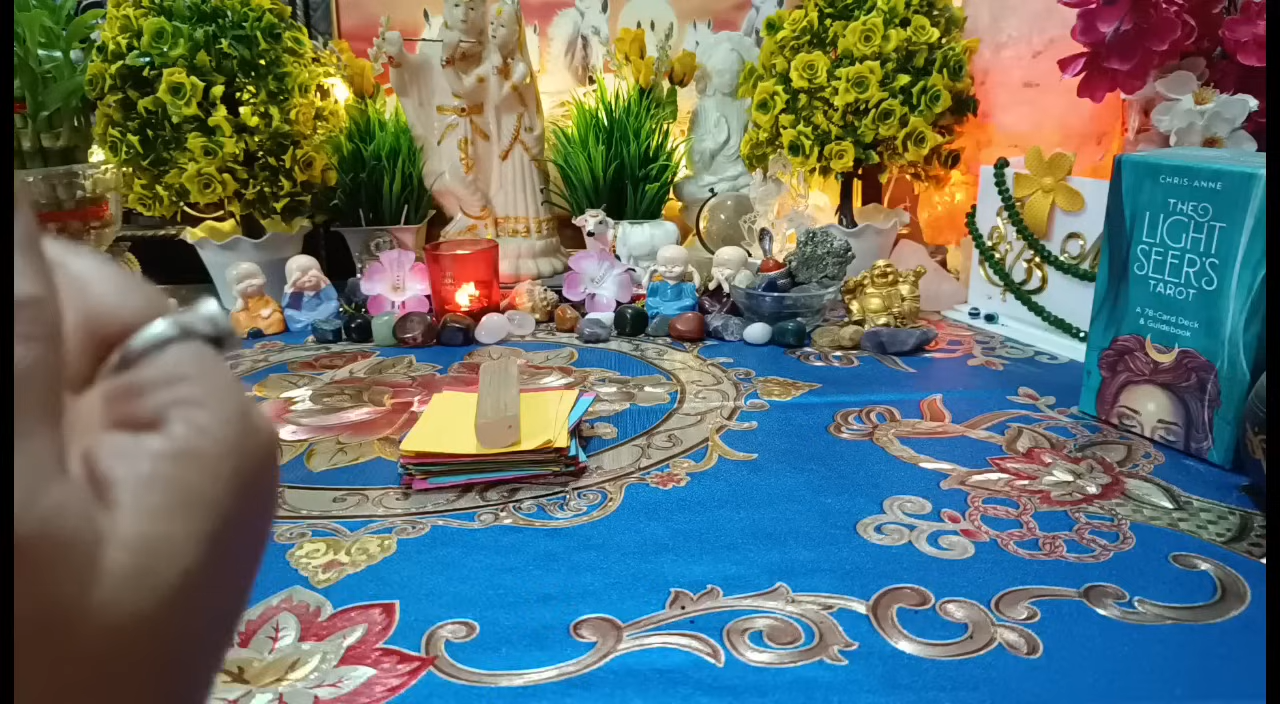 CHRIS-ANNE
THE
LIGHT
SEER'S
TAROT
A 78-Card Deck
& Guidebook